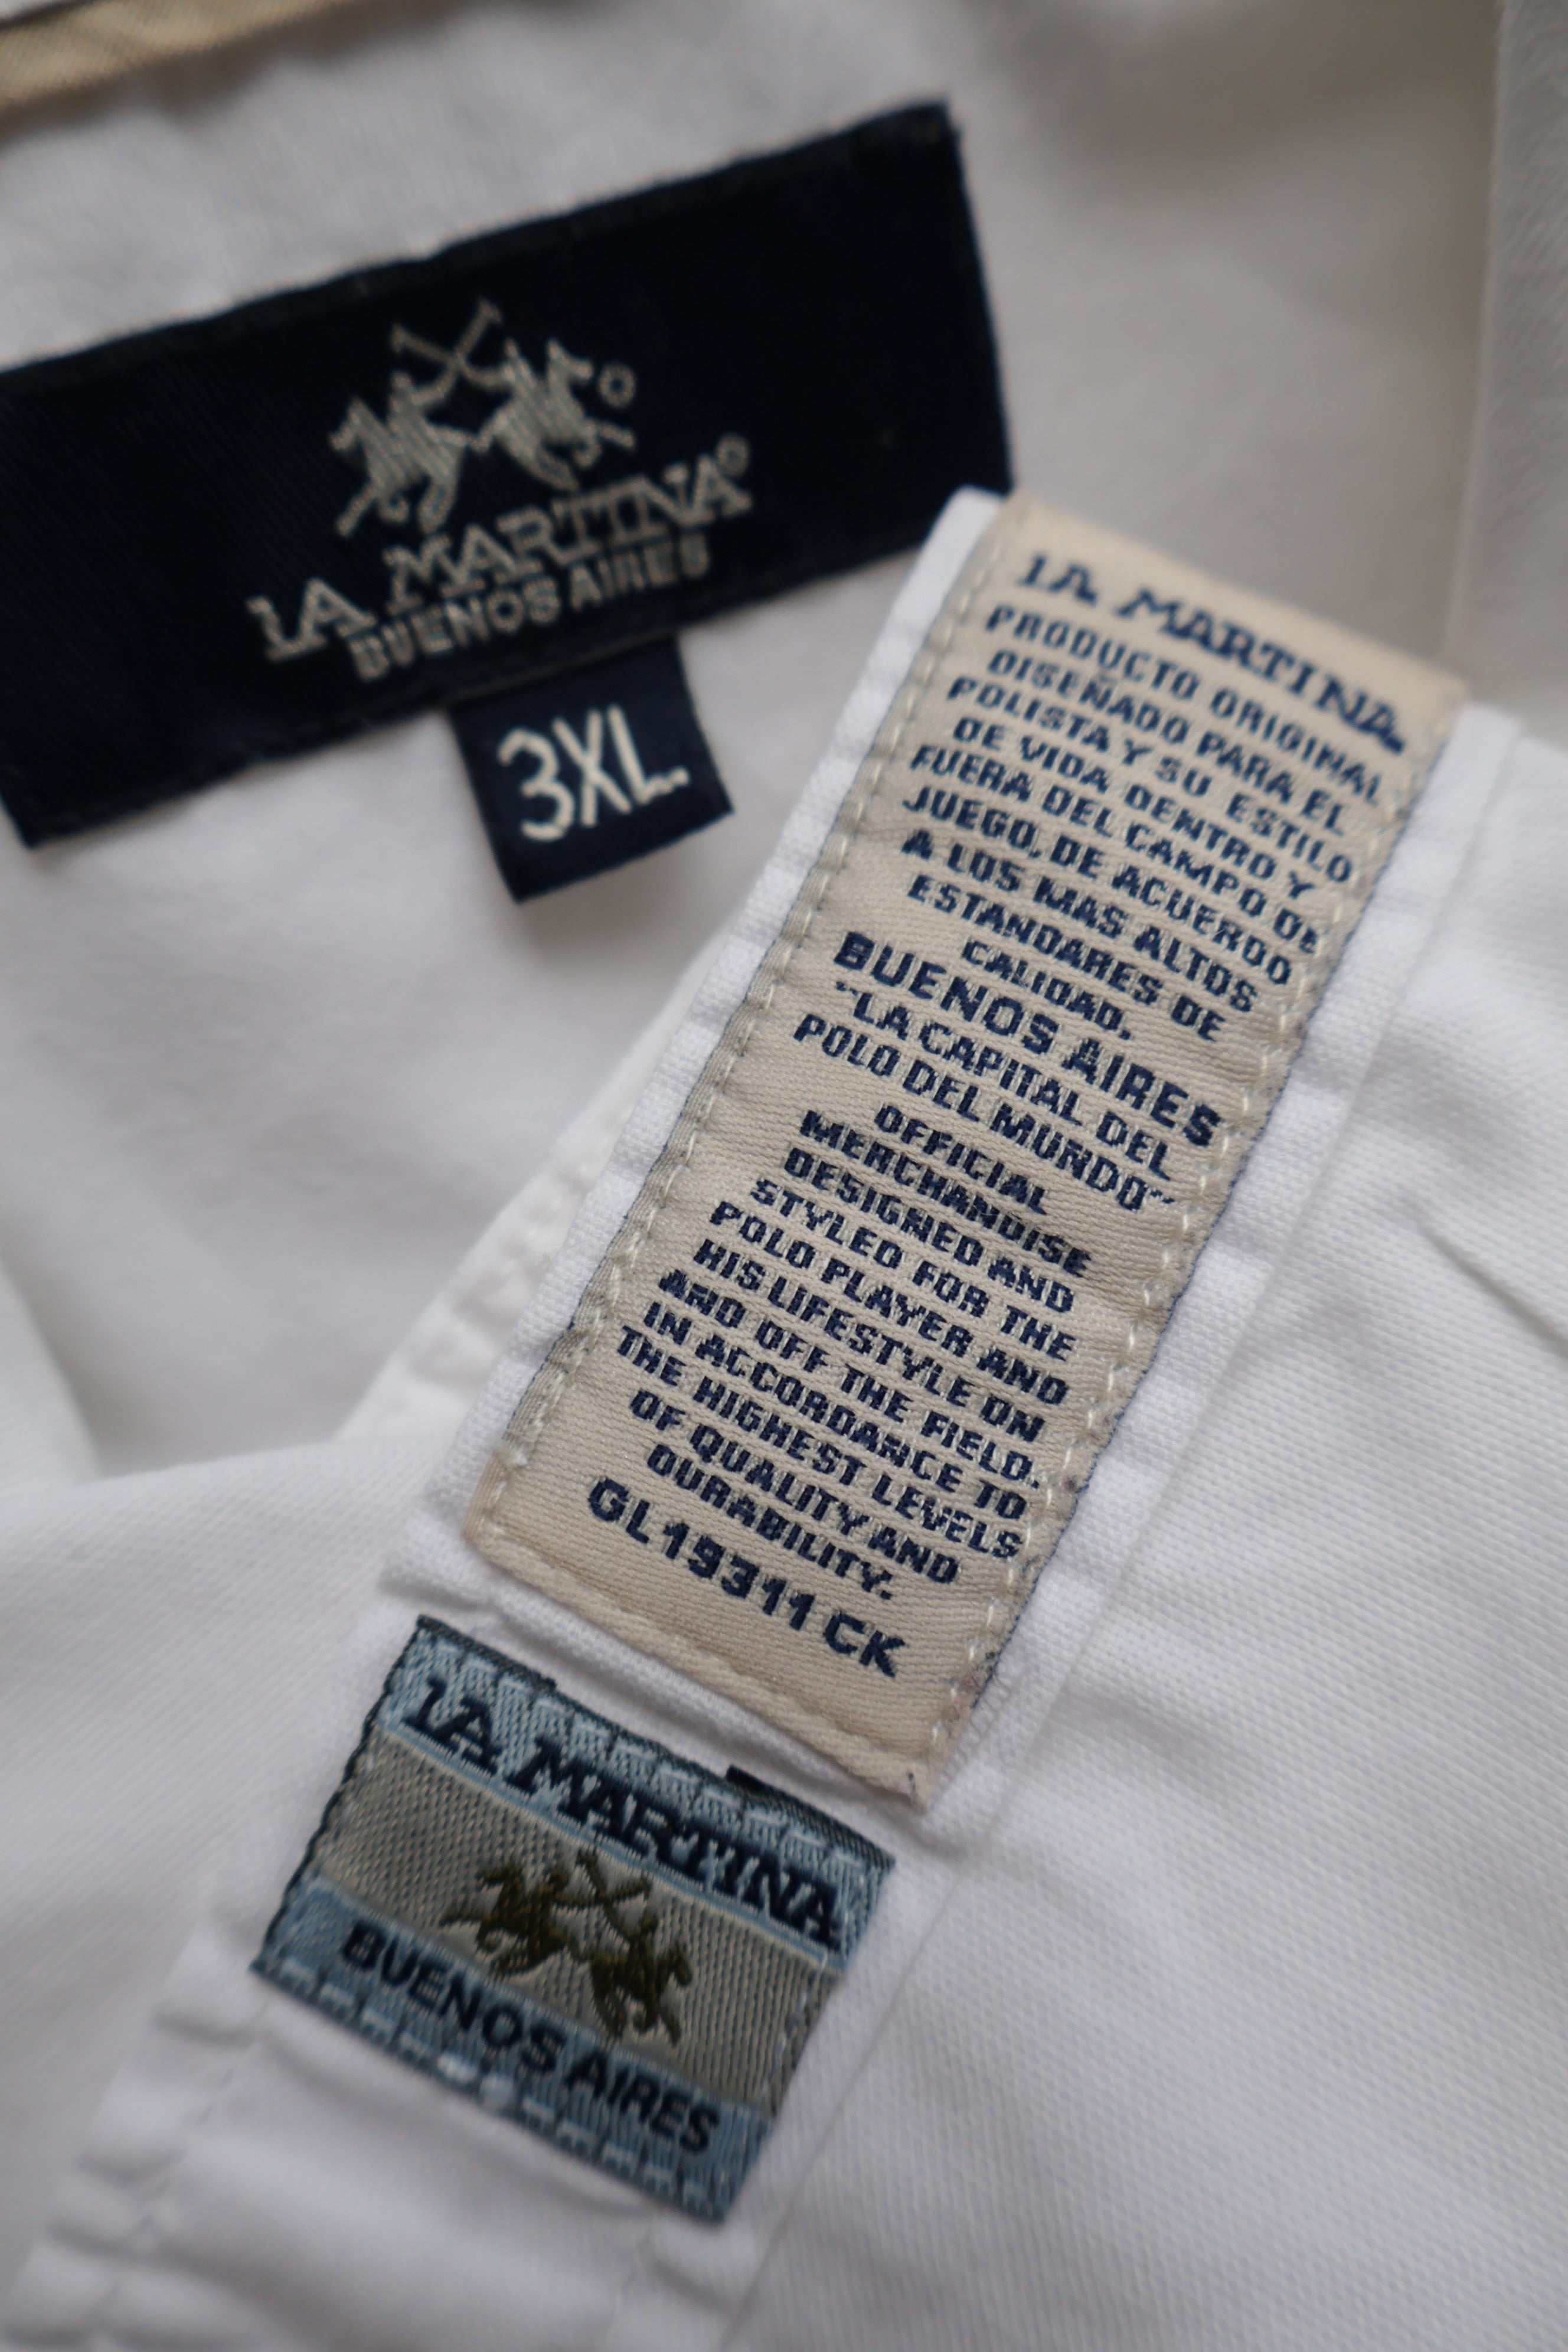 LA MARTINA
BUENOS AIRES
3XL
LA MARTINA
PRODUCTO ORIGINAL
DISEÑADO PARA EL
POLISTA Y SU ESTILO
DE VIDA DENTRO Y
FUERA DEL CAMPO DE
JUEGO, DE ACUERDO
A LOS MAS ALTOS
ESTANDARES DE
CALIDAD.
BUENOS AIRES
"LA CAPITAL DEL
POLO DEL MUNDO"
OFFICIAL
MERCHANDISE
DESIGNED AND
STYLED FOR THE
POLO PLAYER AND
HIS LIFESTYLE ON
AND OFF THE FIELD.
IN ACCORDANCE TO
THE HIGHEST LEVELS
OF QUALITY AND
DURABILITY.
GL19311 CK
LA MARTINA
BUENOS AIRES